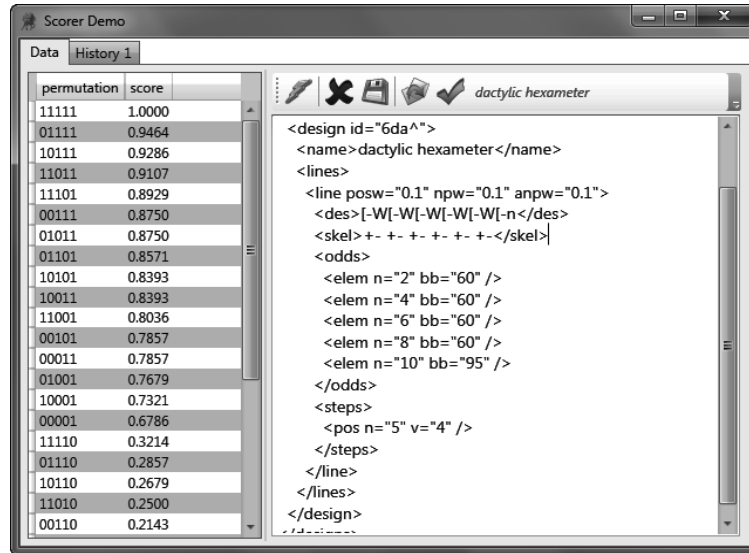 Scorer Demo
Data History 1
permutation score
11111 1.0000
01111 0.9464
10111 0.9286
11011 0.9107
11101 0.8929
00111 0.8750
01011 0.8750
01101 0.8571
10101 0.8393
10011 0.8393
11001 0.8036
00101 0.7857
00011 0.7857
01001 0.7679
10001 0.7321
00001 0.6786
11110 0.3214
01110 0.2857
10110 0.2679
11010 0.2500
00110 0.2143
dactylic hexameter
<design id="6da^">
<name>dactylic hexameter</name>
<lines>
<line posw="0.1" npw="0.1" anpw="0.1">
<des>[-W[-W[-W[-W[-W[-n</des>
<skel>+- +- +- +- +- +-</skel>
<odds>
<elem n="2" bb="60" />
<elem n="4" bb="60" />
<elem n="6" bb="60" />
<elem n="8" bb="60" />
<elem n="10" bb="95" />
</odds>
<steps>
<pos n="5" v="4" />
</steps>
</line>
</lines>
</design>